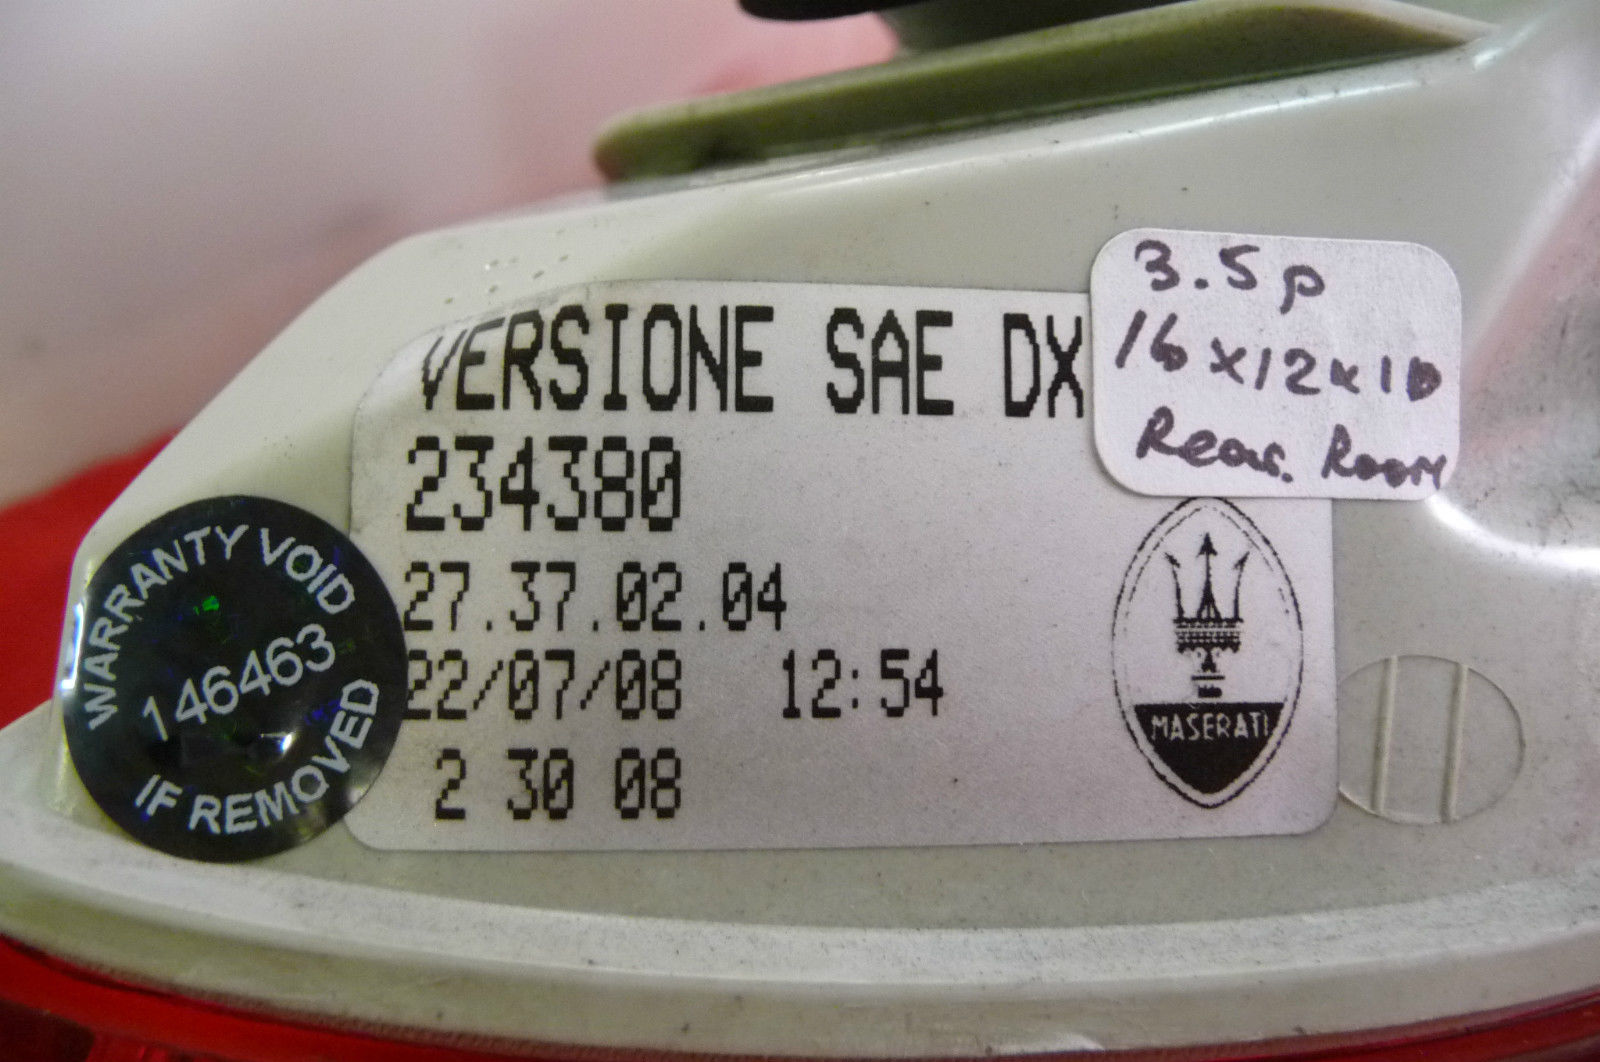 VERSIONE SAE DX
234380
27.37.02.04
22/07/08 12:54
2 30 08
MASERATI
3.5 p
16x12x10
Rear. Room
WARRANTY VOID
146463
IF REMOVED